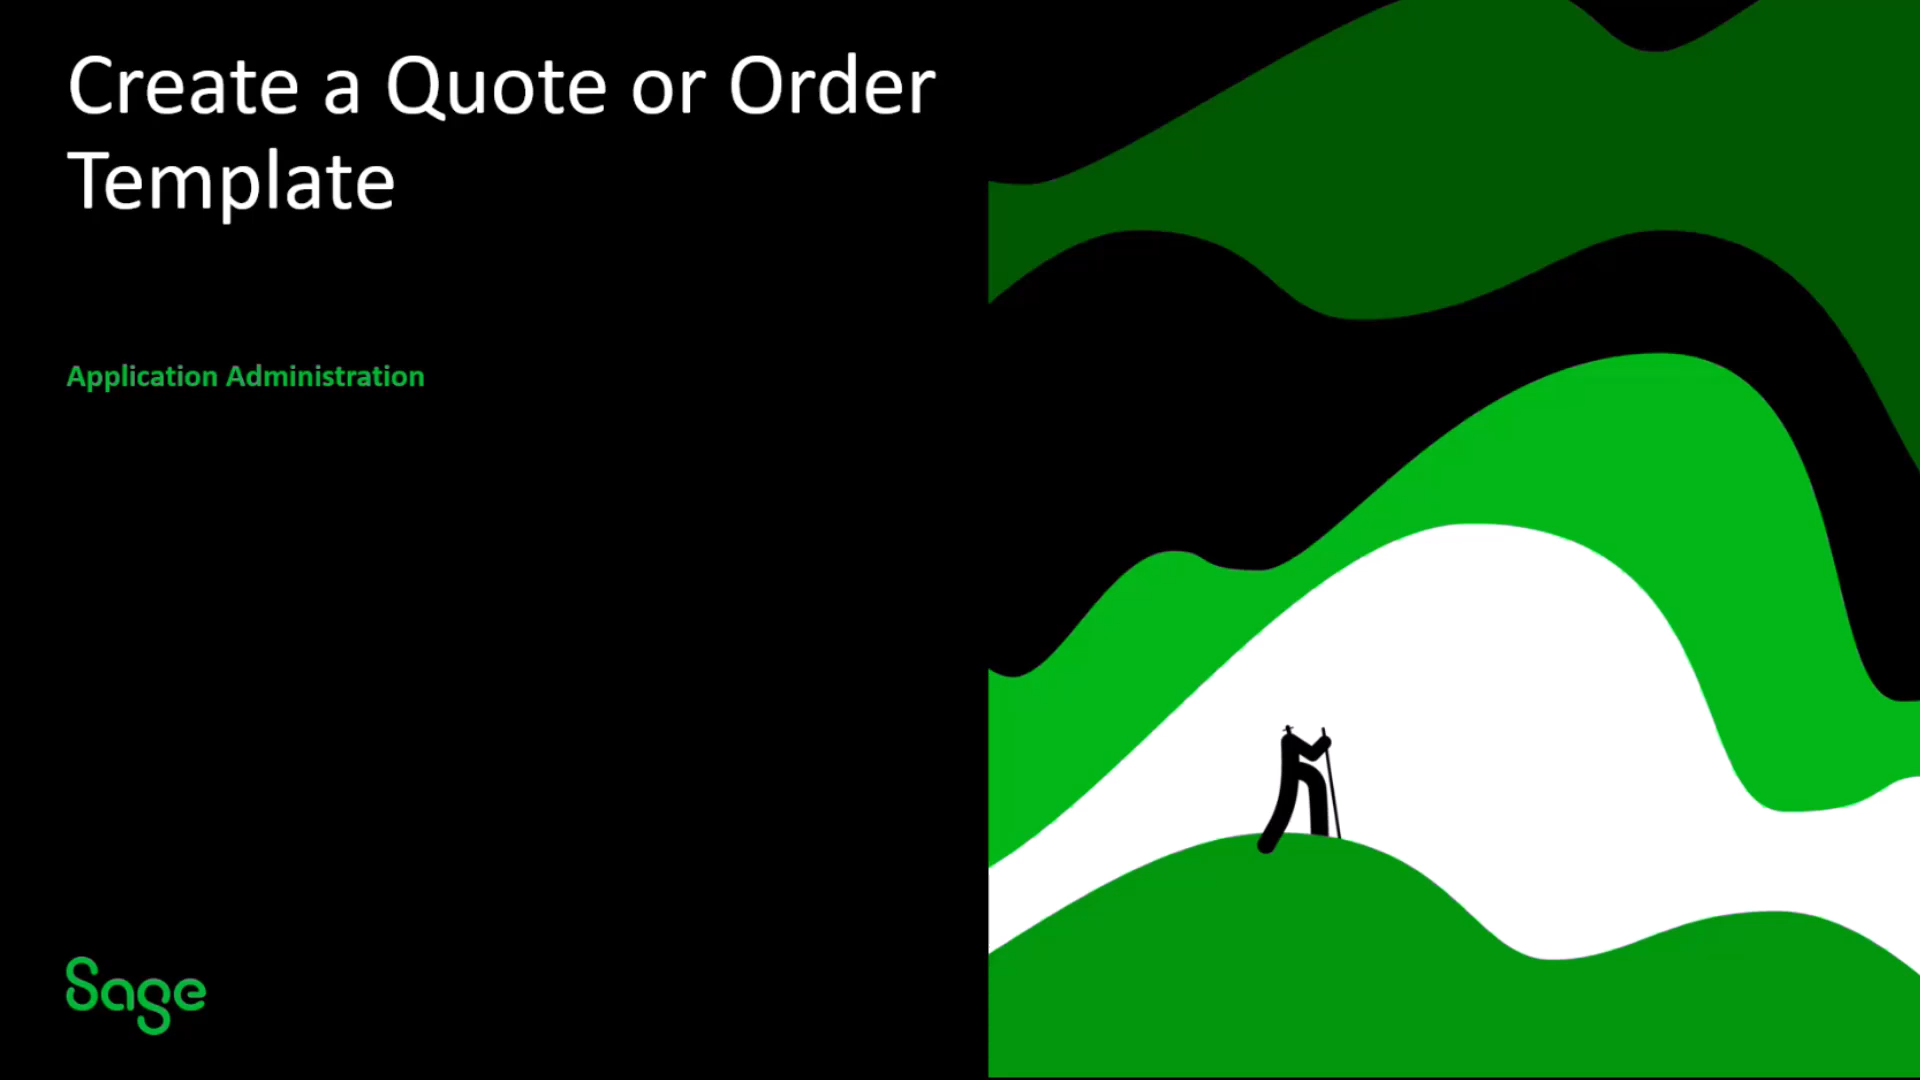 Create a Quote or Order
Template
Application Administration
Sage